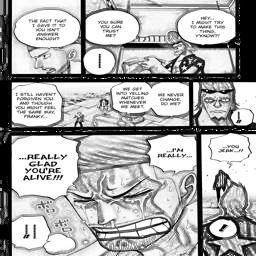 THE FACT THAT
I GAVE IT TO
YOU ISN'T
ANSWER
ENOUGH?
YOU SURE
YOU CAN
TRUST
ME?
HEY...
I MIGHT TRY
TO MAKE
THIS
THING,
Y'KNOW?!
I STILL HAVEN'T
FORGIVEN YOU
AND THOUGH
YOU MIGHT FEEL
THE SAME WAY,
FRANKY...
WE GET
INTO YELLING
MATCHES
WHENEVER
WE MEET.
WE NEVER
CHANGE,
DO WE?
I'M
REALLY...
...REALLY
GLAD
YOU'RE
ALIVE!!!
...YOU
JERK...!!